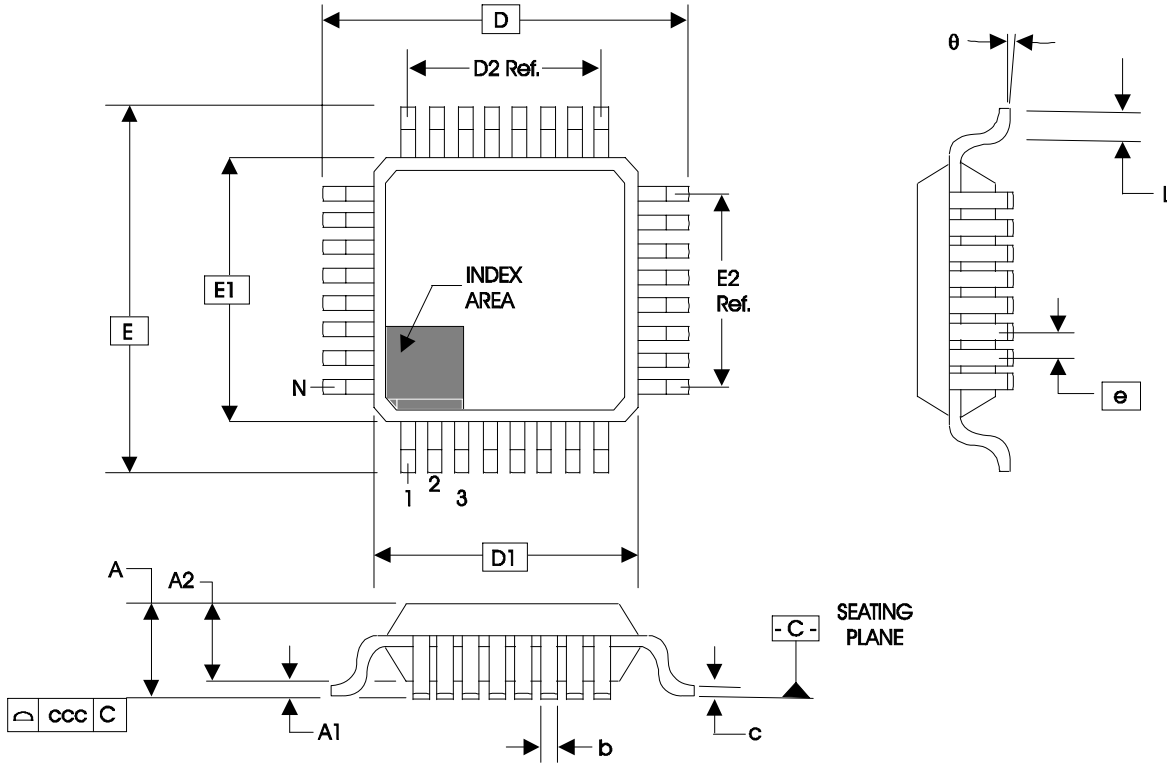 D
θ
D2 Ref.
L
E1
INDEX
AREA
E2
Ref.
E
N
e
1
2
3
D1
A
A2
- C -
SEATING
PLANE
ccc C
A1
c
b